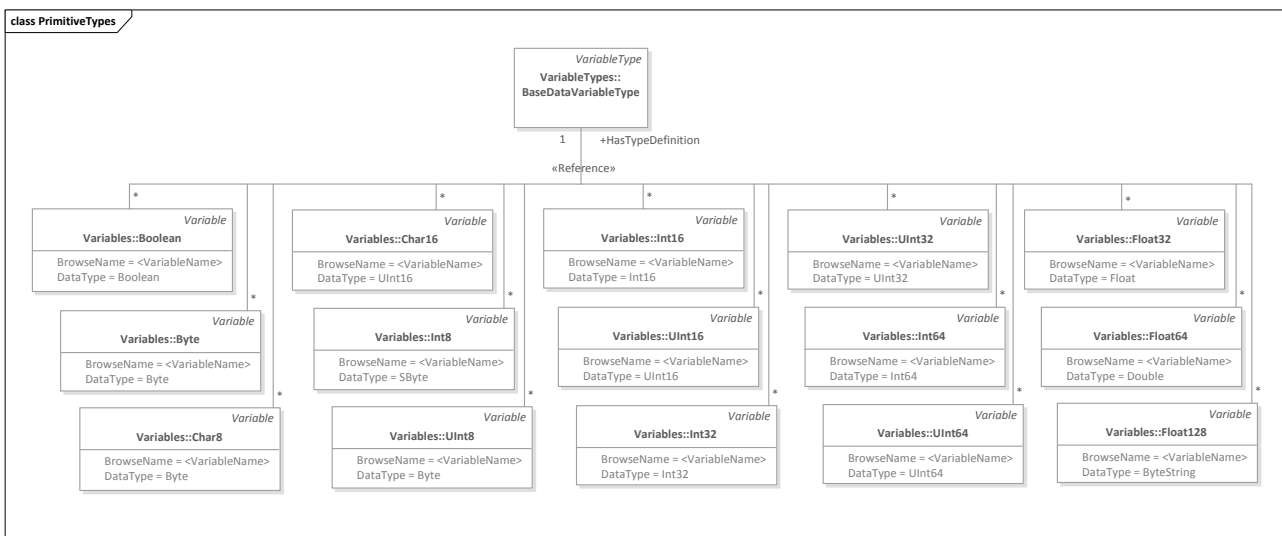 class PrimitiveTypes
VariableType
VariableTypes::
BaseDataVariableType
1
+HasTypeDefinition
«Reference»
*
*
*
*
*
Variable
Variables::Boolean
BrowseName = <VariableName>
DataType = Boolean
Variable
Variables::Char16
BrowseName = <VariableName>
DataType = UInt16
Variable
Variables::Int16
BrowseName = <VariableName>
DataType = Int16
Variable
Variables::UInt32
BrowseName = <VariableName>
DataType = UInt32
Variable
Variables::Float32
BrowseName = <VariableName>
DataType = Float
*
*
*
*
*
Variable
Variables::Byte
BrowseName = <VariableName>
DataType = Byte
Variable
Variables::Int8
BrowseName = <VariableName>
DataType = SByte
Variable
Variables::UInt16
BrowseName = <VariableName>
DataType = UInt16
Variable
Variables::Int64
BrowseName = <VariableName>
DataType = Int64
Variable
Variables::Float64
BrowseName = <VariableName>
DataType = Double
*
*
*
*
*
Variable
Variables::Char8
BrowseName = <VariableName>
DataType = Byte
Variable
Variables::UInt8
BrowseName = <VariableName>
DataType = Byte
Variable
Variables::Int32
BrowseName = <VariableName>
DataType = Int32
Variable
Variables::UInt64
BrowseName = <VariableName>
DataType = UInt64
Variable
Variables::Float128
BrowseName = <VariableName>
DataType = ByteString